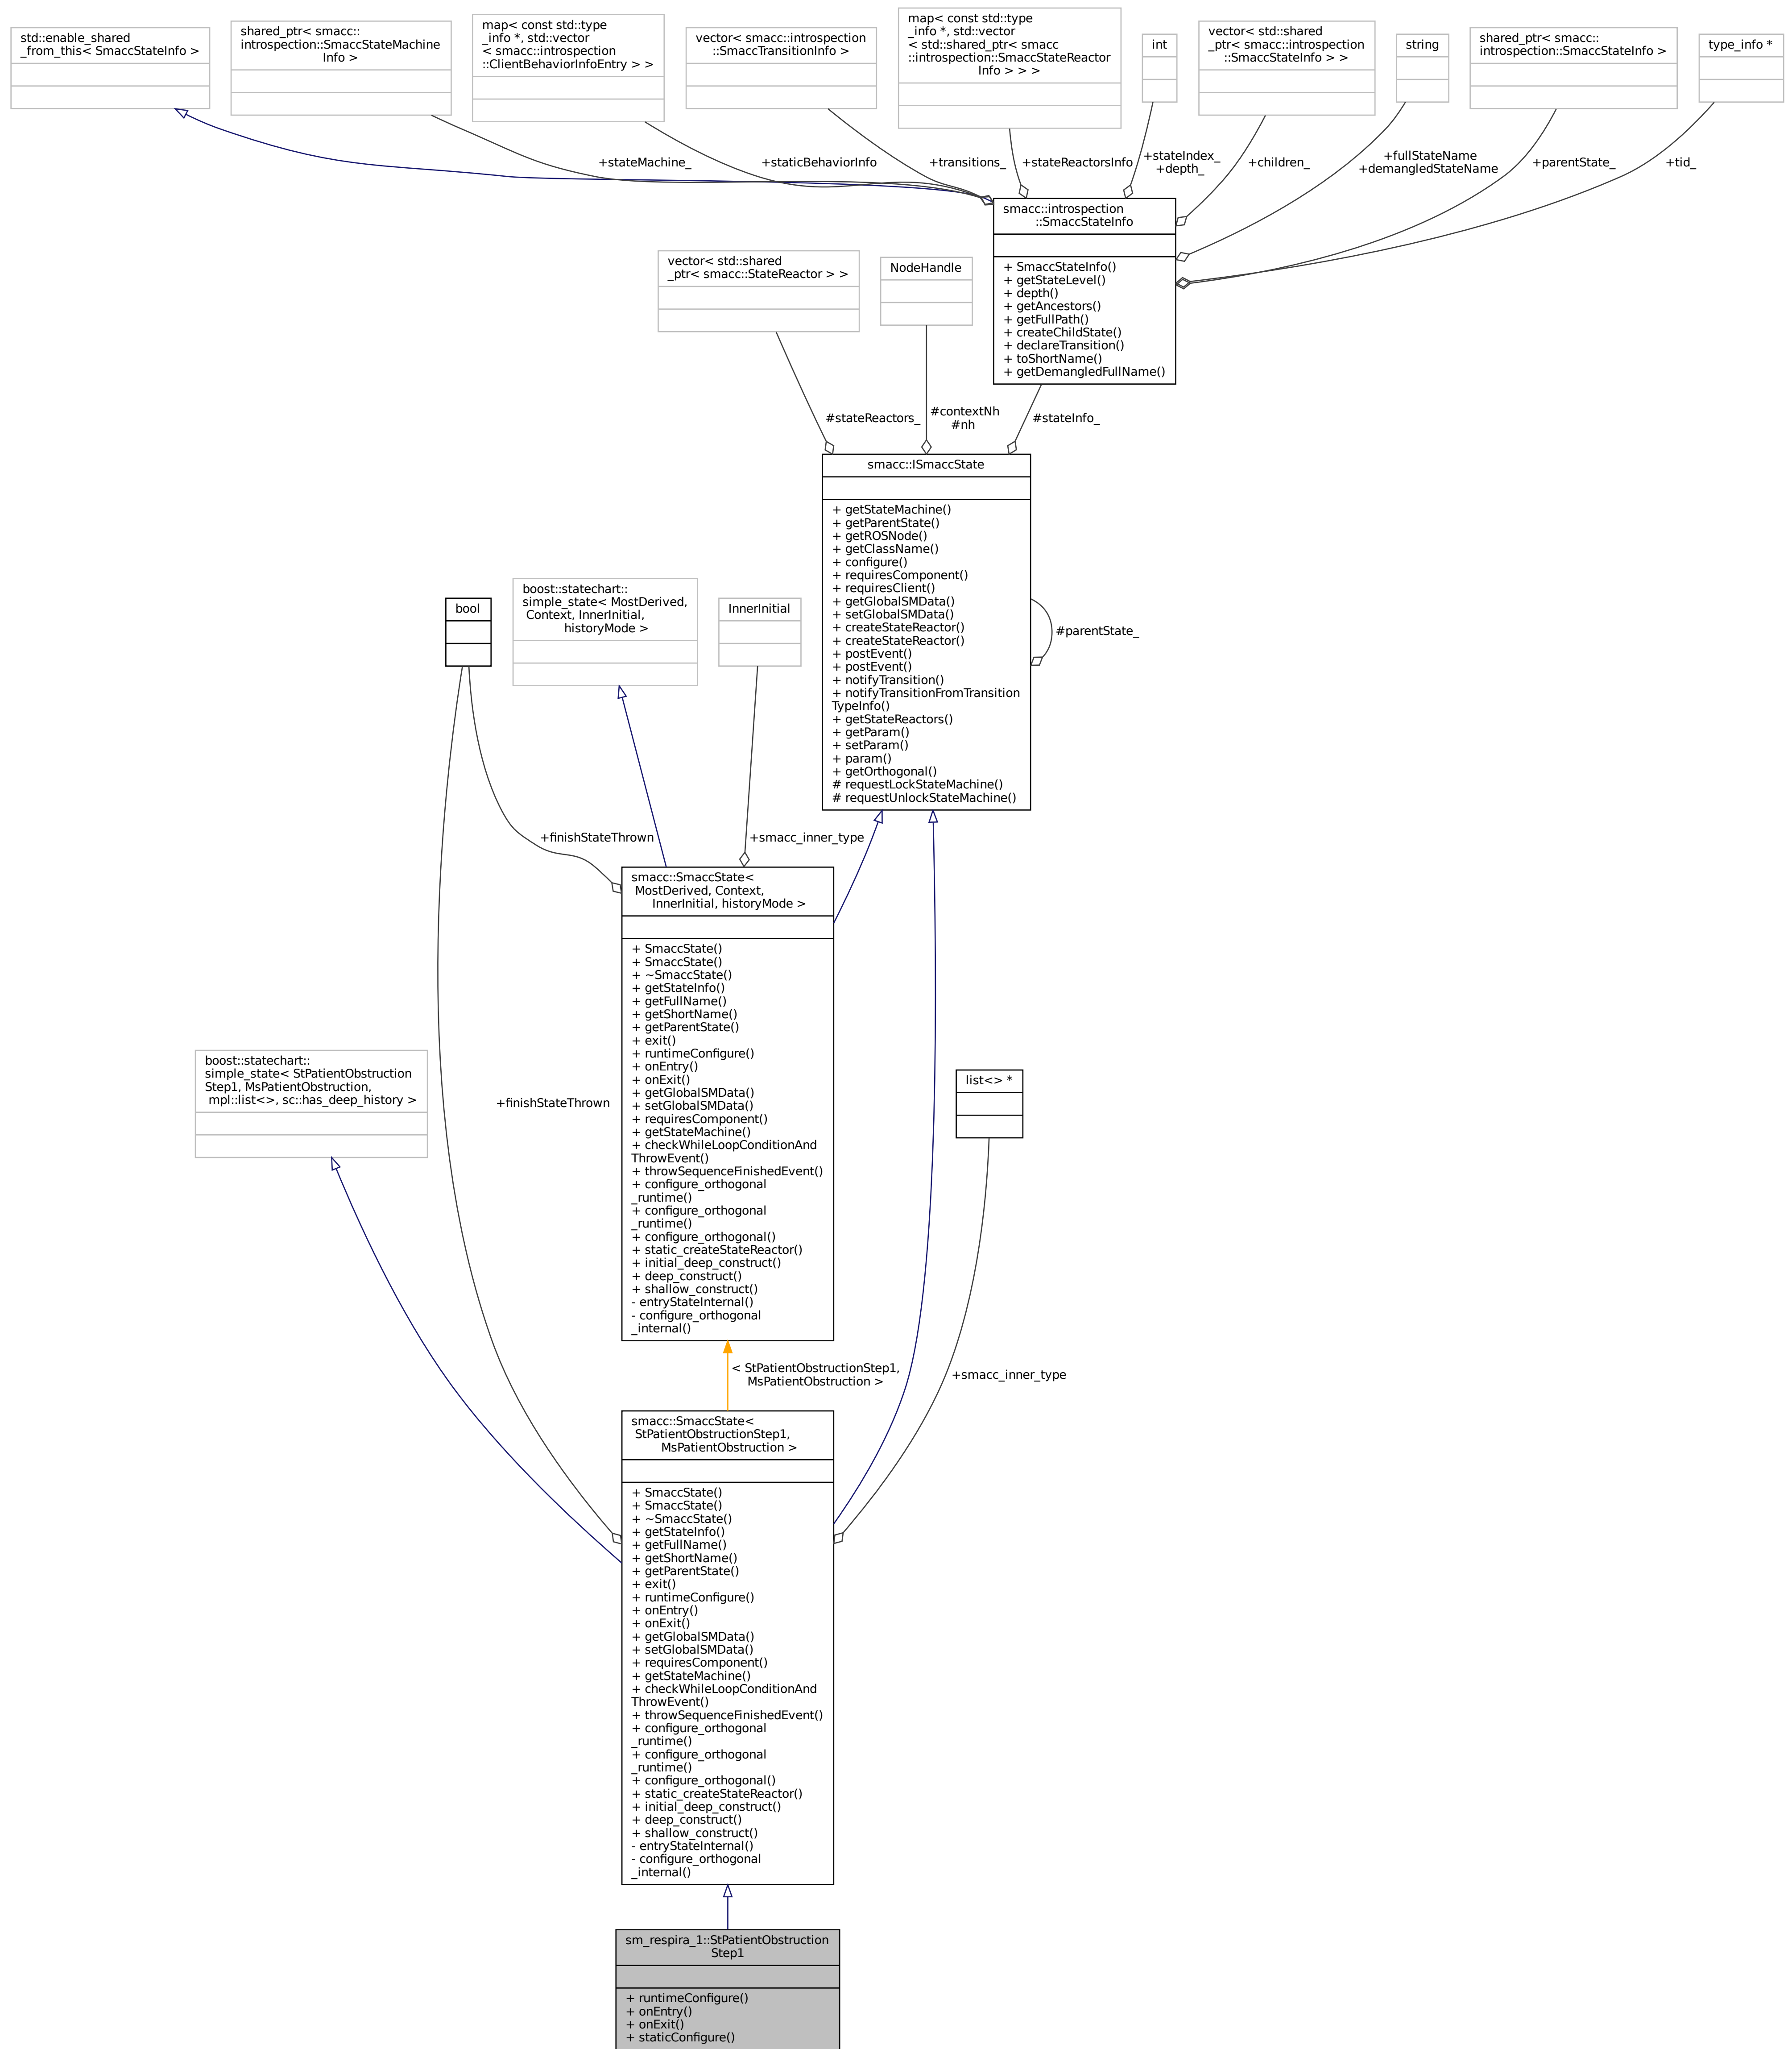 std::enable_shared
_from_this< SmaccStateInfo >
shared_ptr< smacc::
introspection::SmaccStateMachine
Info >
map< const std::type
_info *, std::vector
< smacc::introspection
::ClientBehaviorInfoEntry > >
vector< smacc::introspection
::SmaccTransitionInfo >
map< const std::type
_info *, std::vector
< std::shared_ptr< smacc
::introspection::SmaccStateReactor
Info > > >
int
vector< std::shared
_ptr< smacc::introspection
::SmaccStateInfo > >
string
shared_ptr< smacc::
introspection::SmaccStateInfo >
type_info *
+stateMachine_
+staticBehaviorInfo
+transitions_
+stateReactorsInfo
+stateIndex_
+depth_
+children_
+fullStateName
+demangledStateName
+parentState_
+tid_
smacc::introspection
::SmaccStateInfo
+ SmaccStateInfo()
+ getStateLevel()
+ depth()
+ getAncestors()
+ getFullPath()
+ createChildState()
+ declareTransition()
+ toShortName()
+ getDemangledFullName()
vector< std::shared
_ptr< smacc::StateReactor > >
NodeHandle
#stateReactors_
#contextNh
#nh
#stateInfo_
smacc::ISmaccState
+ getStateMachine()
+ getParentState()
+ getROSNode()
+ getClassName()
+ configure()
+ requiresComponent()
+ requiresClient()
+ getGlobalSMData()
+ setGlobalSMData()
+ createStateReactor()
+ createStateReactor()
+ postEvent()
+ postEvent()
+ notifyTransition()
+ notifyTransitionFromTransition
TypeInfo()
+ getStateReactors()
+ getParam()
+ setParam()
+ param()
+ getOrthogonal()
# requestLockStateMachine()
# requestUnlockStateMachine()
#parentState_
bool
boost::statechart::
simple_state< MostDerived,
Context, InnerInitial,
historyMode >
InnerInitial
+finishStateThrown
+smacc_inner_type
smacc::SmaccState<
MostDerived, Context,
InnerInitial, historyMode >
+ SmaccState()
+ SmaccState()
+ ~SmaccState()
+ getStateInfo()
+ getFullName()
+ getShortName()
+ getParentState()
+ exit()
+ runtimeConfigure()
+ onEntry()
+ onExit()
+ getGlobalSMData()
+ setGlobalSMData()
+ requiresComponent()
+ getStateMachine()
+ checkWhileLoopConditionAnd
ThrowEvent()
+ throwSequenceFinishedEvent()
+ configure_orthogonal
_runtime()
+ configure_orthogonal
_runtime()
+ configure_orthogonal()
+ static_createStateReactor()
+ initial_deep_construct()
+ deep_construct()
+ shallow_construct()
- entryStateInternal()
- configure_orthogonal
_internal()
boost::statechart::
simple_state< StPatientObstruction
Step1, MsPatientObstruction,
mpl::list<>, sc::has_deep_history >
+finishStateThrown
list<> *
< StPatientObstructionStep1,
MsPatientObstruction >
+smacc_inner_type
smacc::SmaccState<
StPatientObstructionStep1,
MsPatientObstruction >
+ SmaccState()
+ SmaccState()
+ ~SmaccState()
+ getStateInfo()
+ getFullName()
+ getShortName()
+ getParentState()
+ exit()
+ runtimeConfigure()
+ onEntry()
+ onExit()
+ getGlobalSMData()
+ setGlobalSMData()
+ requiresComponent()
+ getStateMachine()
+ checkWhileLoopConditionAnd
ThrowEvent()
+ throwSequenceFinishedEvent()
+ configure_orthogonal
_runtime()
+ configure_orthogonal
_runtime()
+ configure_orthogonal()
+ static_createStateReactor()
+ initial_deep_construct()
+ deep_construct()
+ shallow_construct()
- entryStateInternal()
- configure_orthogonal
_internal()
sm_respira_1::StPatientObstruction
Step1
+ runtimeConfigure()
+ onEntry()
+ onExit()
+ staticConfigure()